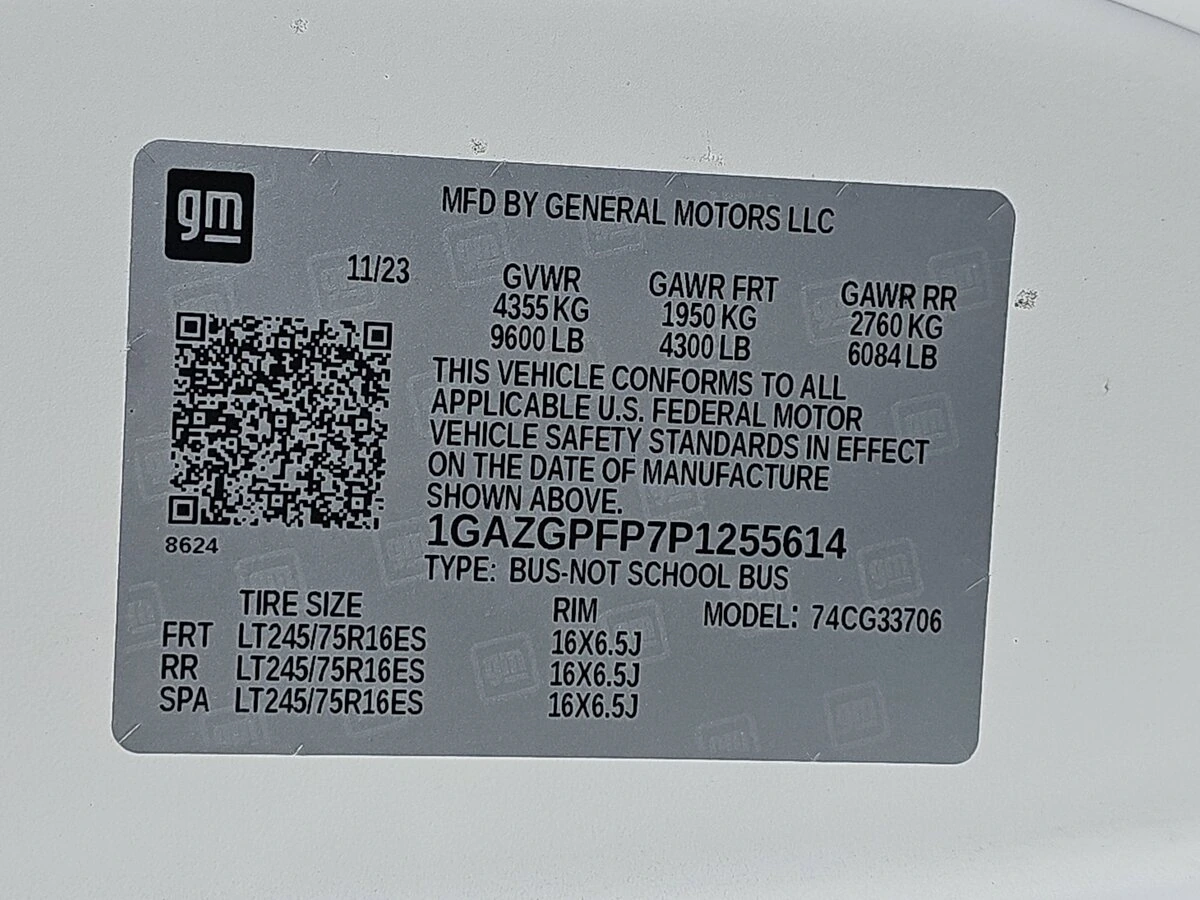 gm
MFD BY GENERAL MOTORS LLC
11/23
GVWR GAWR FRT GAWR RR
4355 KG 1950 KG 2760 KG
9600 LB 4300 LB 6084 LB
THIS VEHICLE CONFORMS TO ALL
APPLICABLE U.S. FEDERAL MOTOR
VEHICLE SAFETY STANDARDS IN EFFECT
ON THE DATE OF MANUFACTURE
SHOWN ABOVE.
1GAZGPFP7P1255614
8624
TYPE: BUS-NOT SCHOOL BUS
TIRE SIZE RIM MODEL: 74CG33706
FRT LT245/75R16ES 16X6.5J
RR LT245/75R16ES 16X6.5J
SPA LT245/75R16ES 16X6.5J